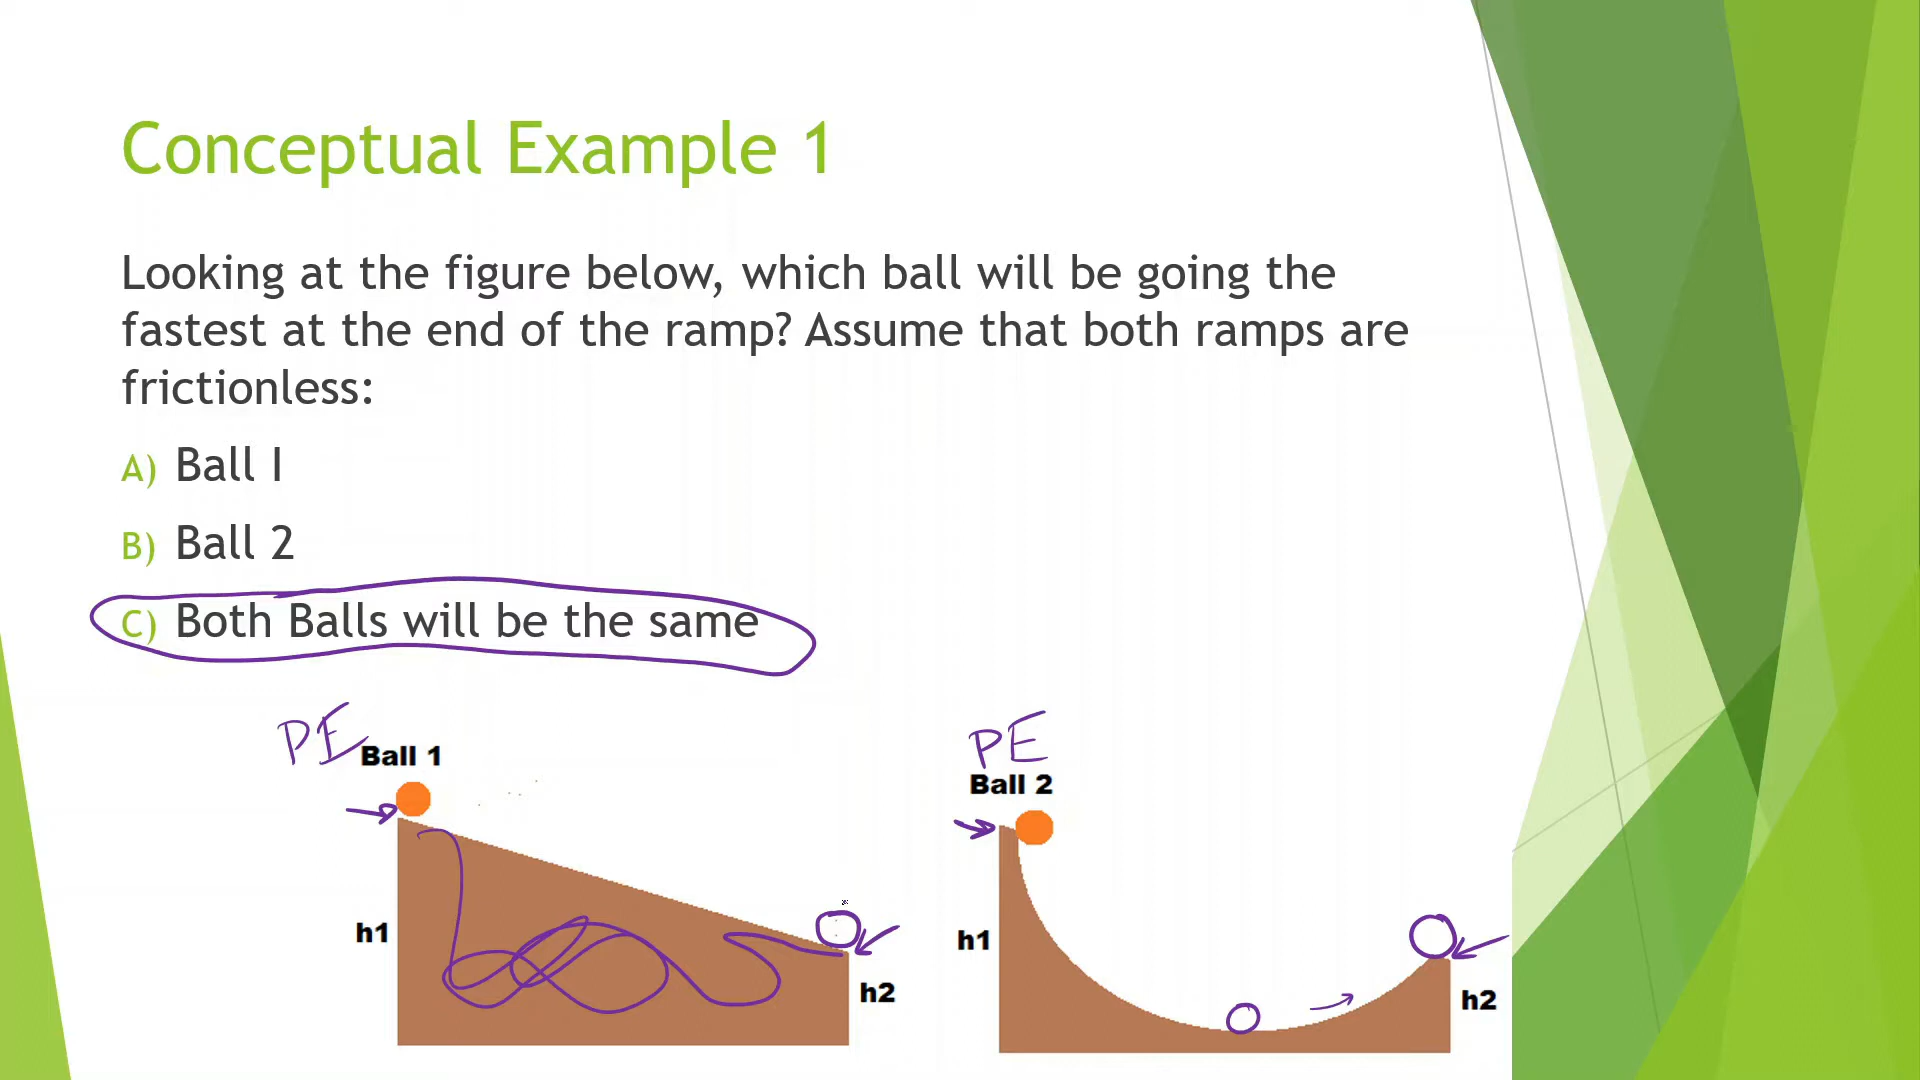 Conceptual Example 1
Looking at the figure below, which ball will be going the
fastest at the end of the ramp? Assume that both ramps are
frictionless:
A) Ball I
B) Ball 2
C) Both Balls will be the same
PE
Ball 1
h1
h2
PE
Ball 2
h1
h2